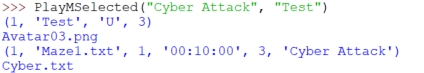 >>> PlayMSelected("Cyber Attack", "Test")
(1, 'Test', 'U', 3)
Avatar03.png
(1, 'Maze1.txt', 1, '00:10:00', 3, 'Cyber Attack')
Cyber.txt